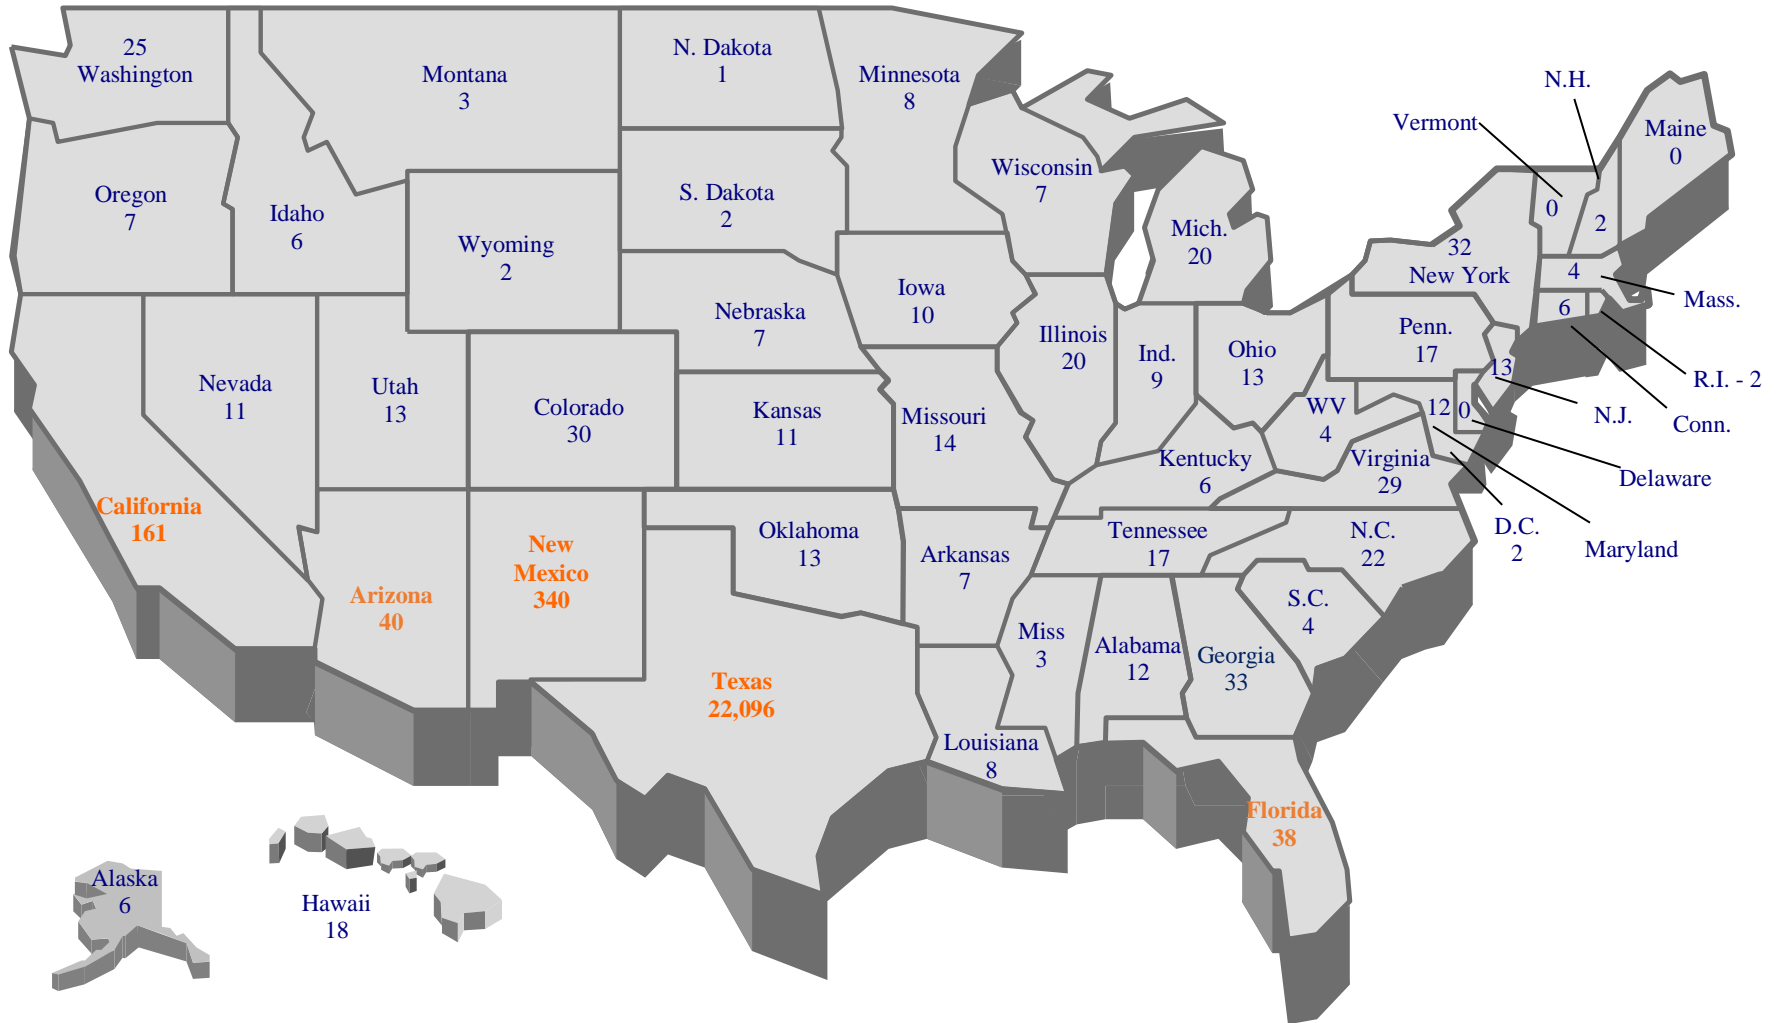 25
Washington
Montana
3
N. Dakota
1
Minnesota
8
N.H.
Vermont
Maine
0
Oregon
7
Idaho
6
Wyoming
2
S. Dakota
2
Wisconsin
7
Mich.
20
0
2
32
New York
4
Mass.
Iowa
10
Nebraska
7
Illinois
20
Ind.
9
Ohio
13
Penn.
17
6
13
R.I. - 2
Nevada
11
Utah
13
Colorado
30
Kansas
11
Missouri
14
WV
4
12
0
N.J.
Conn.
Kentucky
6
Virginia
29
Delaware
California
161
New
Mexico
340
Oklahoma
13
Arkansas
7
Tennessee
17
N.C.
22
D.C.
2
Maryland
Arizona
40
Texas
22,096
Miss
3
Alabama
12
Georgia
33
S.C.
4
Louisiana
8
Florida
38
Alaska
6
Hawaii
18